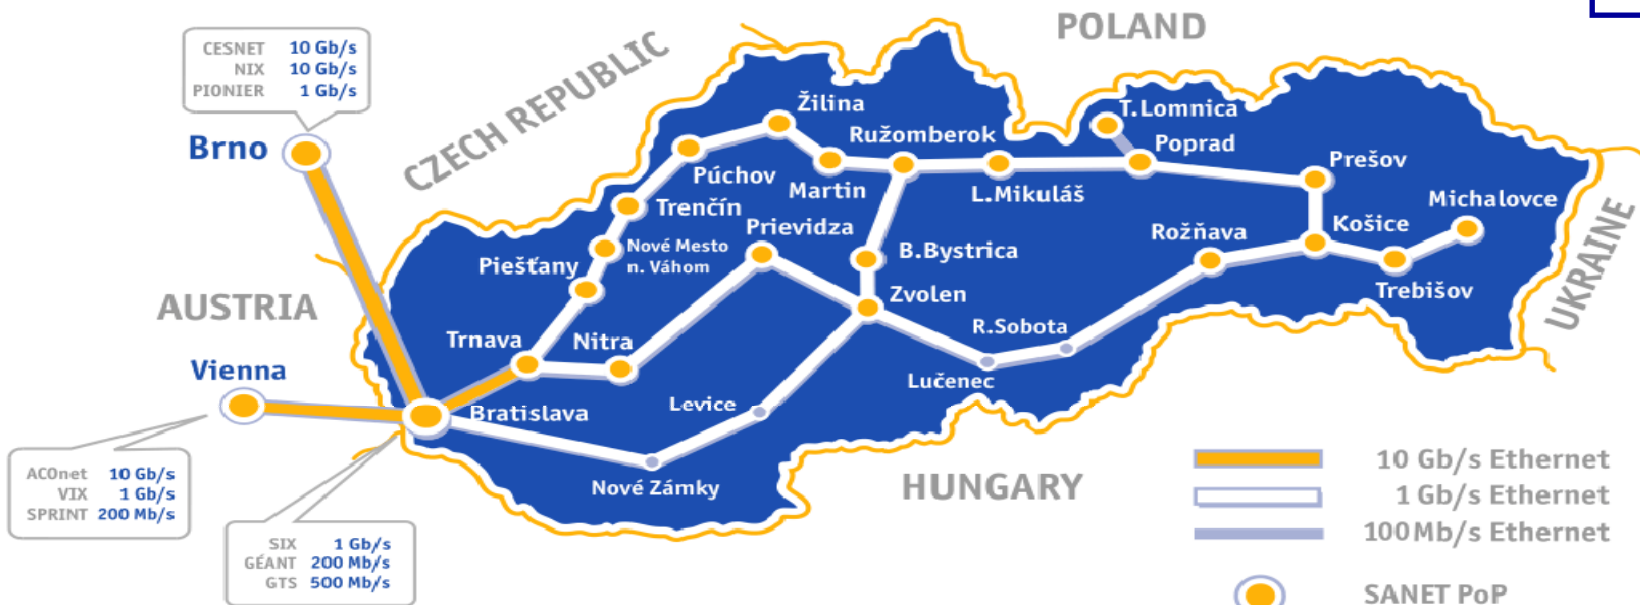 POLAND
CESNET 10 Gb/s
NIX 10 Gb/s
PIONIER 1 Gb/s
CZECH REPUBLIC
Brno
Žilina
T.Lomnica
Ružomberok
Poprad
Prešov
Púchov
Martin
L.Mikuláš
Michalovce
Trenčín
Prievidza
Košice
Rožňava
Nové Mesto
n. Váhom
B.Bystrica
Piešťany
UKRAINE
Trebišov
AUSTRIA
Zvolen
R.Sobota
Trnava
Nitra
Vienna
Lučenec
Levice
Bratislava
ACOnet 10 Gb/s
VIX 1 Gb/s
SPRINT 200 Mb/s
Nové Zámky
HUNGARY
SIX 1 Gb/s
GÉANT 200 Mb/s
GTS 500 Mb/s
10 Gb/s Ethernet
1 Gb/s Ethernet
100Mb/s Ethernet
SANET PoP